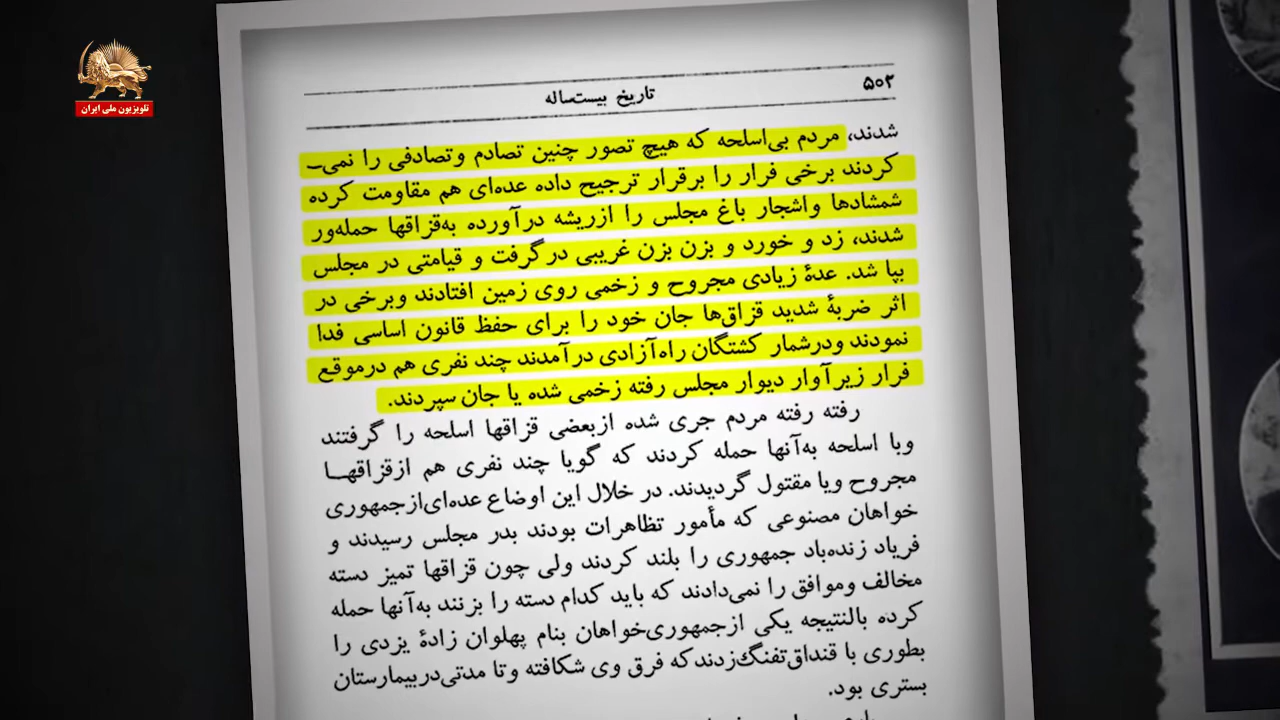 تلویزیون ملی ایران
۵۰۲
تاریخ بیست‌ساله
شدند، مردم بی‌اسلحه که هیچ تصور چنین تصادم وتصادفی را نمی‌ـ
کردند برخی فرار را برقرار ترجیح داده عده‌ای هم مقاومت کرده
شمشادها واشجار باغ مجلس را ازریشه درآورده به‌قزاقها حمله‌ور
شدند، زد و خورد و بزن بزن غریبی درگرفت و قیامتی در مجلس
بپا شد. عدهٔ زیادی مجروح و زخمی روی زمین افتادند وبرخی در
اثر ضربهٔ شدید قزاق‌ها جان خود را برای حفظ قانون اساسی فدا
نمودند ودرشمار کشتگان راه‌آزادی درآمدند چند نفری هم درموقع
فرار زیرآوار دیوار مجلس رفته زخمی شده یا جان سپردند.
رفته رفته مردم جری شده ازبعضی قزاقها اسلحه را گرفتند
وبا اسلحه به‌آنها حمله کردند که گویا چند نفری هم ازقزاقهـا
مجروح ویا مقتول گردیدند. در خلال این اوضاع عده‌ای‌ازجمهوری
خواهان مصنوعی که مأمور تظاهرات بودند بدر مجلس رسیدند و
فریاد زنده‌باد جمهوری را بلند کردند ولی چون قزاقها تمیز دسته
مخالف وموافق را نمی‌دادند که باید کدام دسته را بزنند به‌آنها حمله
کرده بالنتیجه یکی ازجمهوری‌خواهان بنام پهلوان زادهٔ یزدی را
بطوری با قنداق‌تفنگ‌زدندکه فرق وی شکافته وتا مدتی‌دربیمارستان
بستری بود.